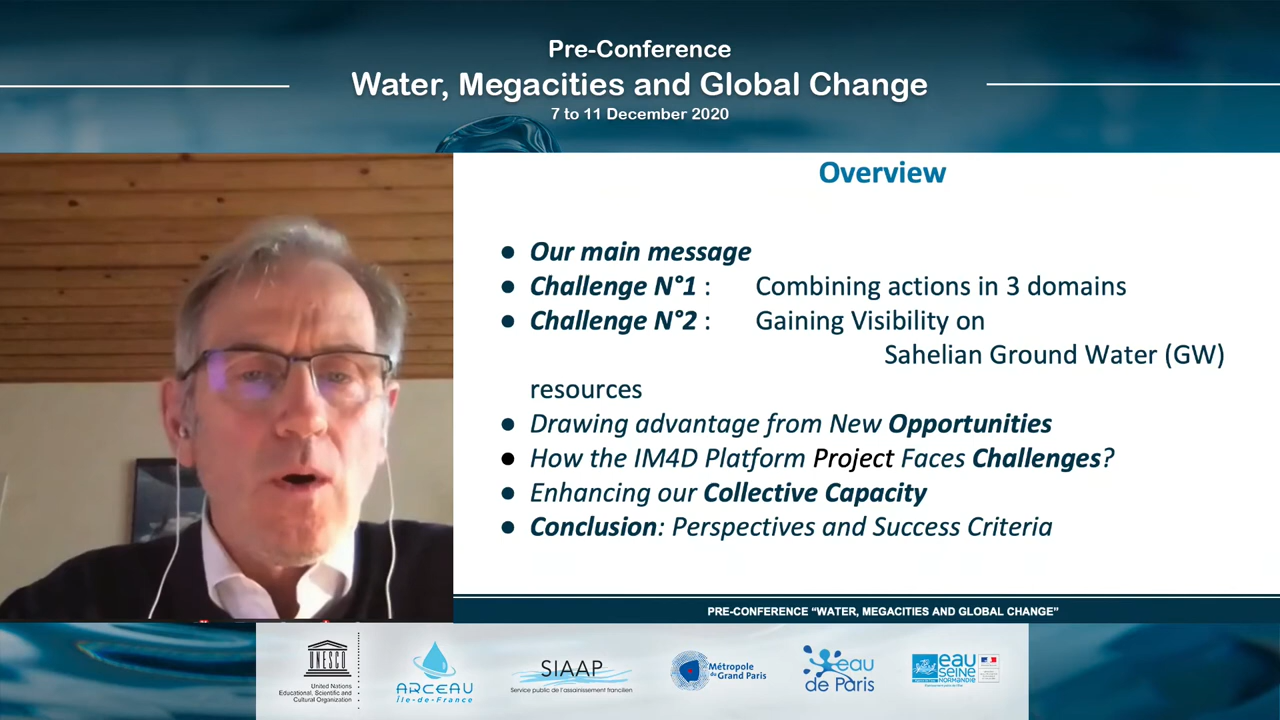 Pre-Conference
Water, Megacities and Global Change
7 to 11 December 2020
Overview
● Our main message
● Challenge N°1 : Combining actions in 3 domains
● Challenge N°2 : Gaining Visibility on
Sahelian Ground Water (GW)
resources
● Drawing advantage from New Opportunities
● How the IM4D Platform Project Faces Challenges?
● Enhancing our Collective Capacity
● Conclusion: Perspectives and Success Criteria
PRE-CONFERENCE “WATER, MEGACITIES AND GLOBAL CHANGE”
UNESCO
United Nations
Educational, Scientific and
Cultural Organization
ARCEAU
Île-de-France
SIAAP
Service public de l'assainissement francilien
Métropole
du Grand Paris
eau
de Paris
eau
SEINE
NORMANDIE